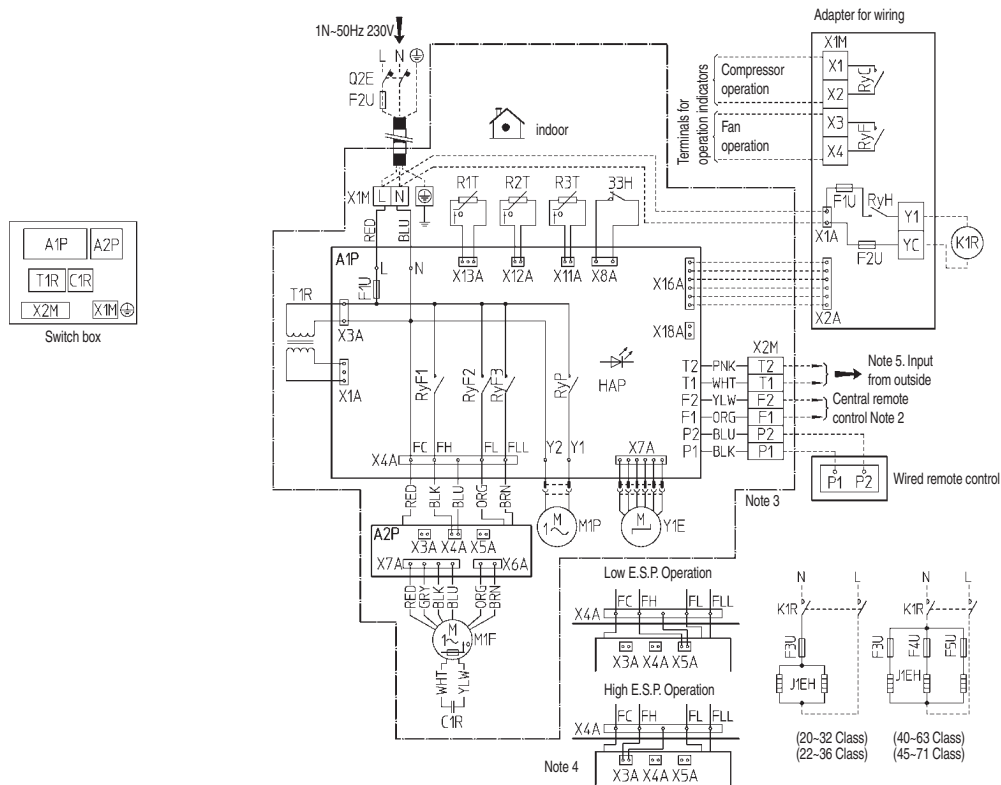 1N~50Hz 230V
L N
Q2E
F2U
indoor
X1M L N
RED
BLU
R1T
R2T
R3T
33H
X13A
X12A
X11A
X8A
A1P
L
N
F1U
T1R
X3A
X1A
RyF1
RyF2
RyF3
RyP
HAP
X16A
X18A
X4A
FC FH
FL FLL
Y2 Y1
X7A
T2 PNK
T1 WHT
F2 YLW
F1 ORG
P2 BLU
P1 BLK
X2M
T2
T1
F2
F1
P2
P1
Note 5. Input
from outside
Central remote
control Note 2
P1 P2
Wired remote control
Note 3
RED
BLK
BLU
ORG
BRN
M
1~
M1P
M
Y1E
A2P
X3A X4A X5A
X7A
X6A
RED
GRY
BLK
BLU
ORG
BRN
M
1~
M1F
WHT
YLW
C1R
Adapter for wiring
X1M
X1
X2
X3
X4
RyC
RyF
Terminals for
operation indicators
Compressor
operation
Fan
operation
F1U
RyH
Y1
YC
X1A
F2U
K1R
X2A
A1P A2P
T1R C1R
X2M X1M
Switch box
Low E.S.P. Operation
FC FH FL FLL
X4A
X3A X4A X5A
High E.S.P. Operation
FC FH FL FLL
X4A
X3A X4A X5A
Note 4
N L
K1R
F3U
J1EH
(20~32 Class)
(22~36 Class)
N L
K1R
F3U
F4U
F5U
J1EH
(40~63 Class)
(45~71 Class)